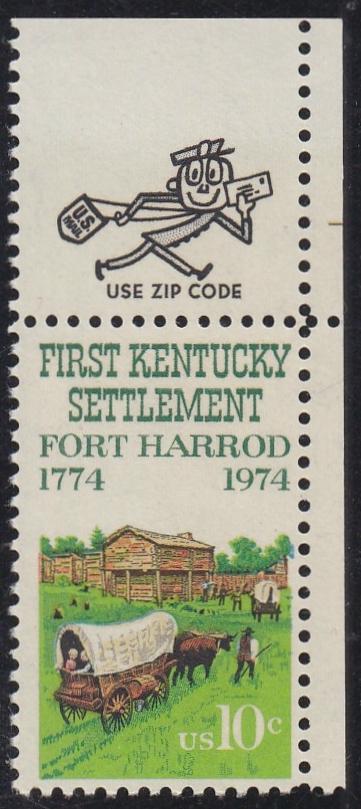 U.S.
MAIL
USE ZIP CODE
FIRST KENTUCKY
SETTLEMENT
FORT HARROD
1774 1974
US 10c